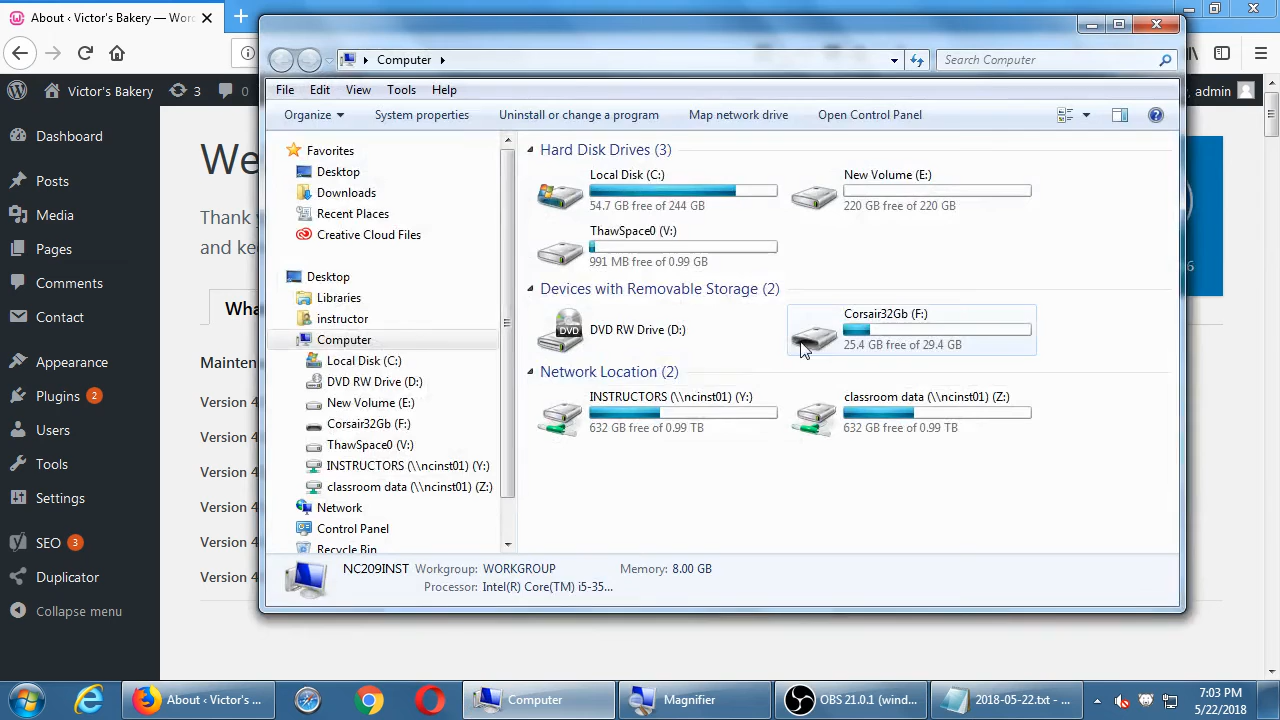 About ‹ Victor's Bakery — Wor
Victor's Bakery
3
0
, admin
Dashboard
Posts
Media
Pages
Comments
Contact
Appearance
Plugins 2
Users
Tools
Settings
SEO 3
Duplicator
Collapse menu
We
Thank y
and ke
Wha
Mainten
Version 4
Version 4
Version 4
Version 4
Version 4
Version 4
6
Computer
Search Computer
File Edit View Tools Help
Organize System properties Uninstall or change a program Map network drive Open Control Panel
Favorites
Desktop
Downloads
Recent Places
Creative Cloud Files
Desktop
Libraries
instructor
Computer
Local Disk (C:)
DVD RW Drive (D:)
New Volume (E:)
Corsair32Gb (F:)
ThawSpace0 (V:)
INSTRUCTORS (\\ncinst01) (Y:)
classroom data (\\ncinst01) (Z:)
Network
Control Panel
Recycle Bin
Hard Disk Drives (3)
Local Disk (C:)
54.7 GB free of 244 GB
New Volume (E:)
220 GB free of 220 GB
ThawSpace0 (V:)
991 MB free of 0.99 GB
Devices with Removable Storage (2)
DVD
DVD RW Drive (D:)
Corsair32Gb (F:)
25.4 GB free of 29.4 GB
Network Location (2)
INSTRUCTORS (\\ncinst01) (Y:)
632 GB free of 0.99 TB
classroom data (\\ncinst01) (Z:)
632 GB free of 0.99 TB
NC209INST Workgroup: WORKGROUP Memory: 8.00 GB
Processor: Intel(R) Core(TM) i5-35...
About ‹ Victor's ...
Computer
Magnifier
OBS 21.0.1 (wind...
2018-05-22.txt - ...
7:03 PM
5/22/2018